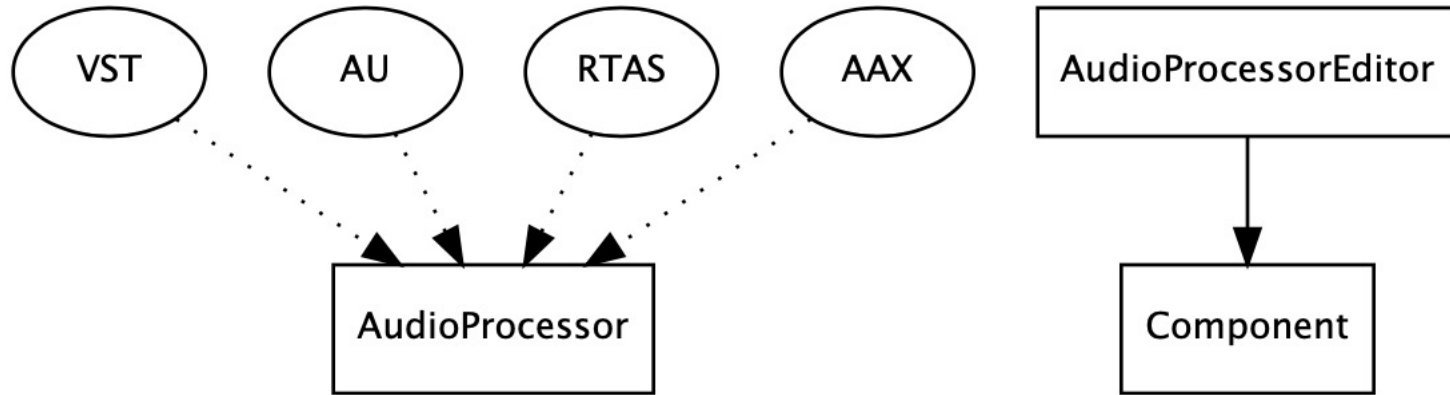 VST
AU
RTAS
AAX
AudioProcessorEditor
AudioProcessor
Component